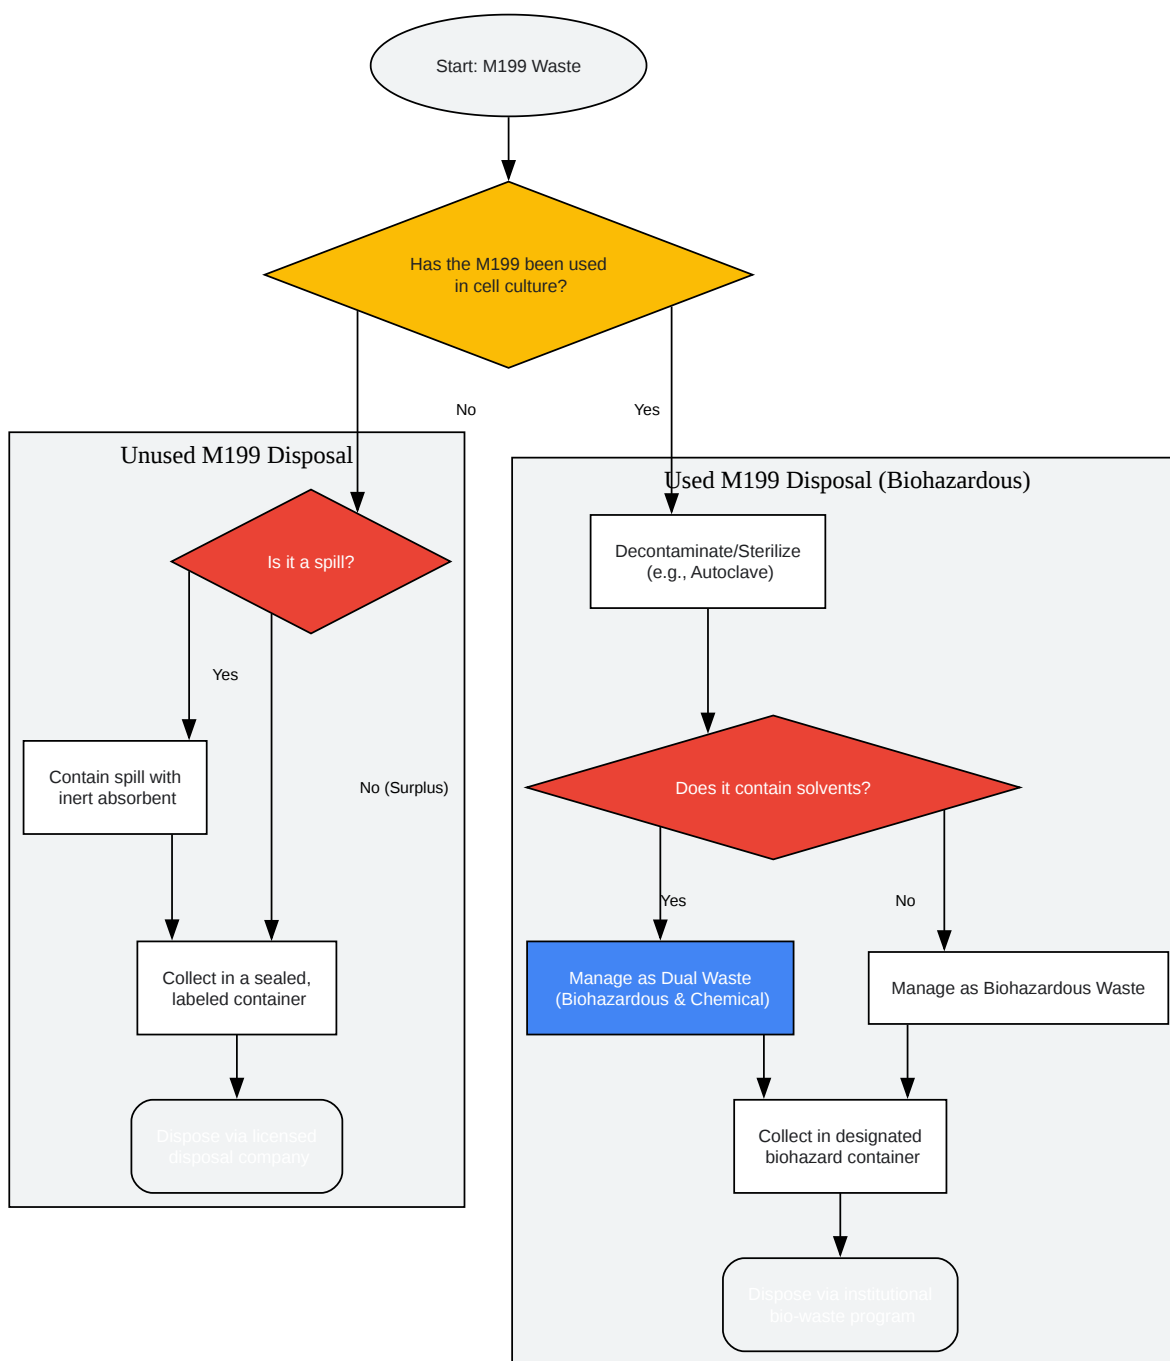 Start: M199 Waste
Has the M199 been used
in cell culture?
No
Yes
Unused M199 Disposal
Is it a spill?
Yes
Contain spill with
inert absorbent
No (Surplus)
Collect in a sealed,
labeled container
Dispose via licensed
disposal company
Used M199 Disposal (Biohazardous)
Decontaminate/Sterilize
(e.g., Autoclave)
Does it contain solvents?
Yes
No
Manage as Dual Waste
(Biohazardous & Chemical)
Manage as Biohazardous Waste
Collect in designated
biohazard container
Dispose via institutional
bio-waste program